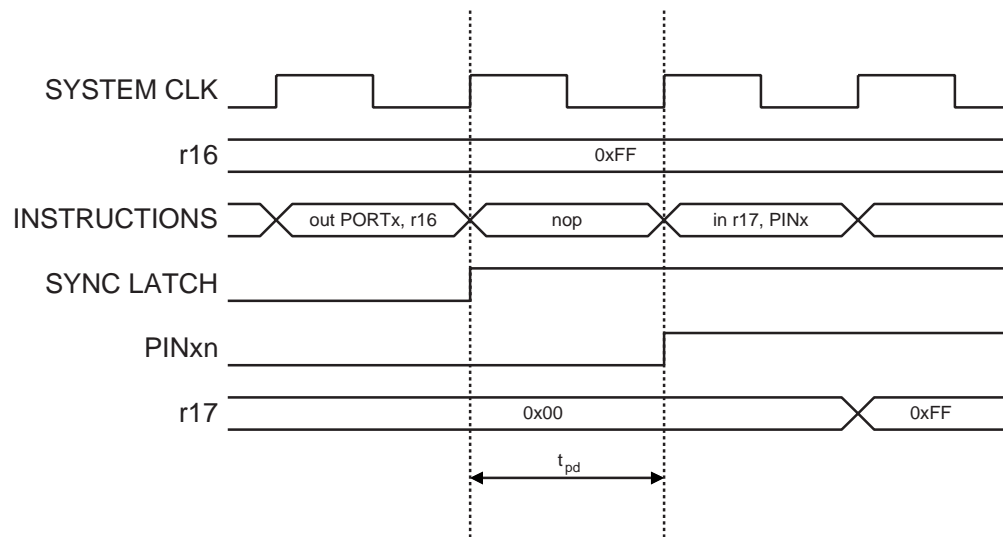 SYSTEM CLK
r16
0xFF
INSTRUCTIONS
out PORTx, r16
nop
in r17, PINx
SYNC LATCH
PINxn
r17
0x00
0xFF
tpd